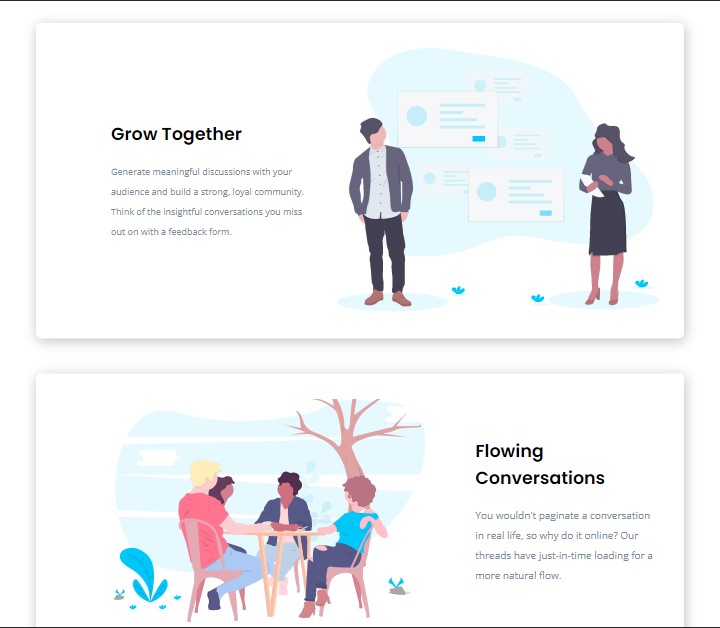 Grow Together
Generate meaningful discussions with your
audience and build a strong, loyal community.
Think of the insightful conversations you miss
out on with a feedback form.
Flowing
Conversations
You wouldn't paginate a conversation
in real life, so why do it online? Our
threads have just-in-time loading for a
more natural flow.